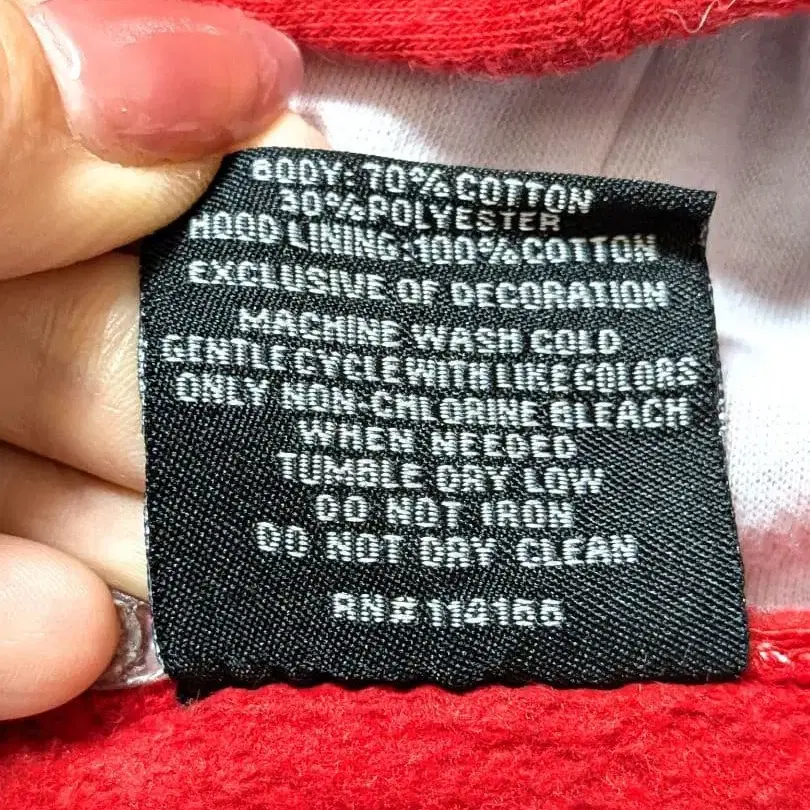 BODY: 70% COTTON
30% POLYESTER
HOOD LINING: 100% COTTON
EXCLUSIVE OF DECORATION
MACHINE WASH COLD
GENTLE CYCLE WITH LIKE COLORS
ONLY NON-CHLORINE BLEACH
WHEN NEEDED
TUMBLE DRY LOW
DO NOT IRON
DO NOT DRY CLEAN
RN#